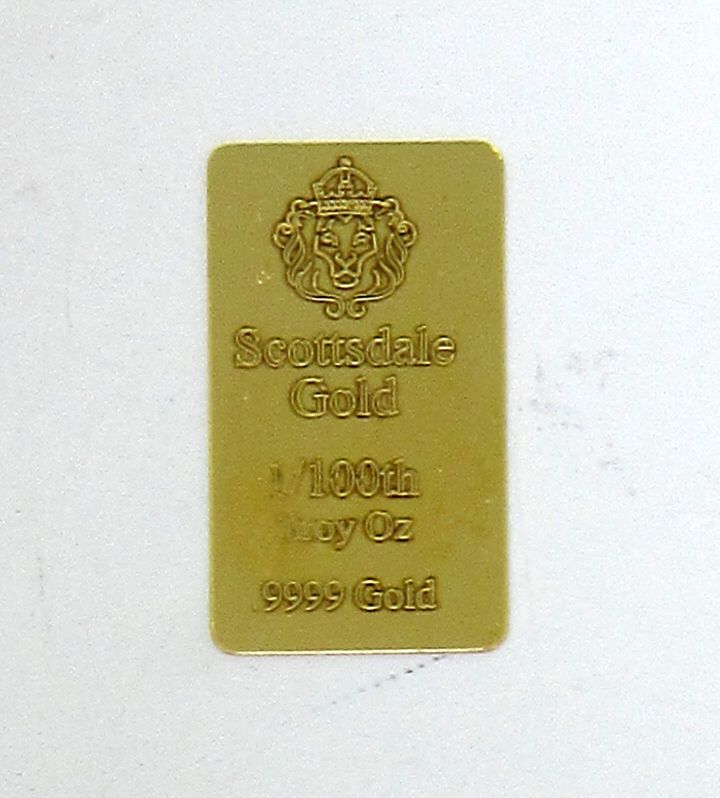 Scottsdale
Gold
1/100th
Troy Oz
.9999 Gold